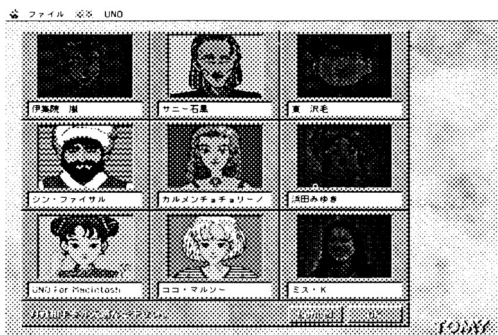 ファイル UNO
伊集院 嵐
サニー石黒
東 沢毛
シン・ファイサル
カルメンチョチョリーノ
浜田みゆき
UNO For Macintosh
ココ・マルソー
ミス・K
OK
TOMY